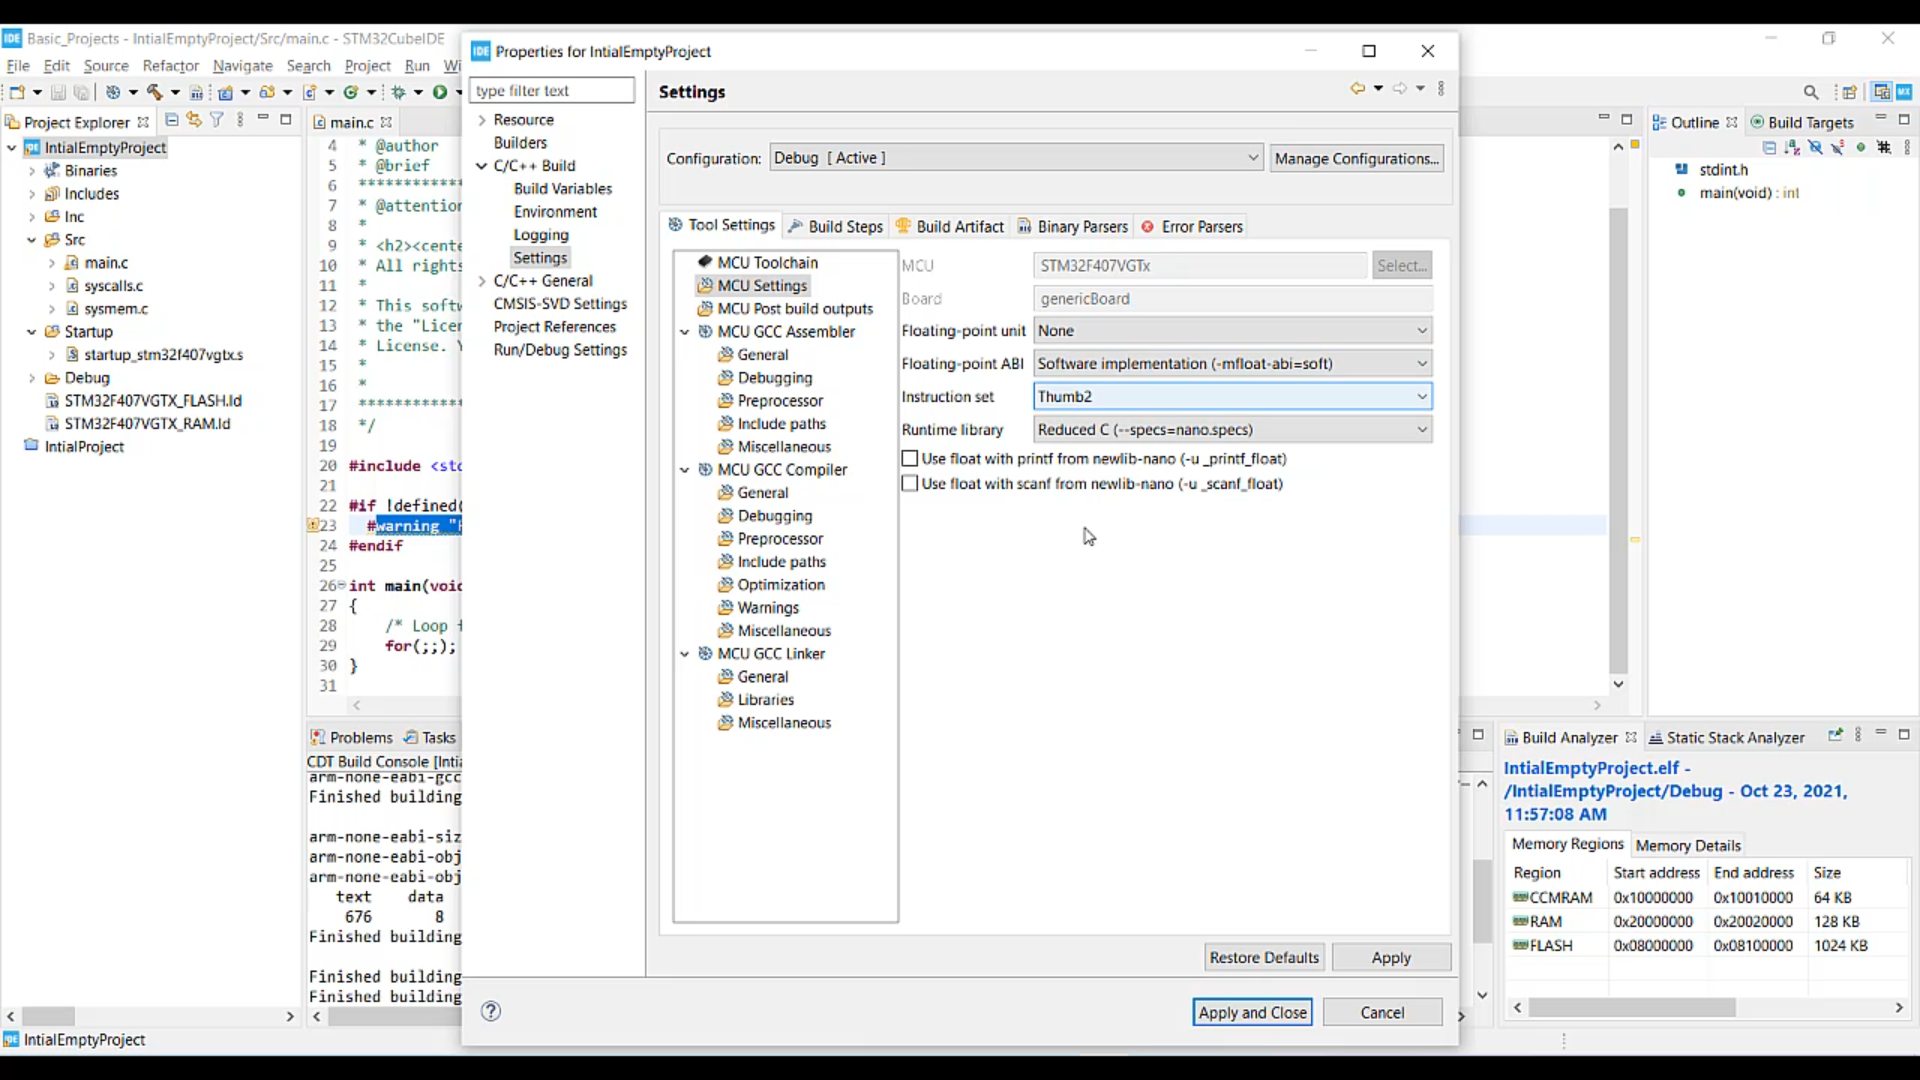 IDE Basic_Projects - IntialEmptyProject/Src/main.c - STM32CubeIDE
File Edit Source Refactor Navigate Search Project Run Wi
Project Explorer
IntialEmptyProject
Binaries
Includes
Inc
Src
main.c
syscalls.c
sysmem.c
Startup
startup_stm32f407vgtx.s
Debug
STM32F407VGTX_FLASH.ld
STM32F407VGTX_RAM.ld
IntialProject
IntialEmptyProject
main.c
4 * @author
5 * @brief
6 *************
7 * @attention
8 *
9 * <h2><cente
10 * All rights
11 *
12 * This softw
13 * the "Licen
14 * License. Y
15 *
16 *
17 *************
18 */
19
20 #include <std
21
22 #if !defined(
23 #warning "F
24 #endif
25
26 int main(void
27 {
28 /* Loop f
29 for(;;);
30 }
31
Problems Tasks
CDT Build Console [Intia
arm-none-eabi-gcc
Finished building
arm-none-eabi-siz
arm-none-eabi-obj
arm-none-eabi-obj
text data
676 8
Finished building
Finished building
Finished building
IDE Properties for IntialEmptyProject
type filter text
Resource
Builders
C/C++ Build
Build Variables
Environment
Logging
Settings
C/C++ General
CMSIS-SVD Settings
Project References
Run/Debug Settings
Settings
Configuration: Debug [ Active ] Manage Configurations...
Tool Settings Build Steps Build Artifact Binary Parsers Error Parsers
MCU Toolchain
MCU Settings
MCU Post build outputs
MCU GCC Assembler
General
Debugging
Preprocessor
Include paths
Miscellaneous
MCU GCC Compiler
General
Debugging
Preprocessor
Include paths
Optimization
Warnings
Miscellaneous
MCU GCC Linker
General
Libraries
Miscellaneous
MCU STM32F407VGTx Select...
Board genericBoard
Floating-point unit None
Floating-point ABI Software implementation (-mfloat-abi=soft)
Instruction set Thumb2
Runtime library Reduced C (--specs=nano.specs)
Use float with printf from newlib-nano (-u _printf_float)
Use float with scanf from newlib-nano (-u _scanf_float)
Restore Defaults Apply
Apply and Close Cancel
MX
Outline Build Targets
stdint.h
main(void) : int
Build Analyzer Static Stack Analyzer
IntialEmptyProject.elf -
/IntialEmptyProject/Debug - Oct 23, 2021,
11:57:08 AM
Memory Regions Memory Details
Region Start address End address Size
CCMRAM 0x10000000 0x10010000 64 KB
RAM 0x20000000 0x20020000 128 KB
FLASH 0x08000000 0x08100000 1024 KB